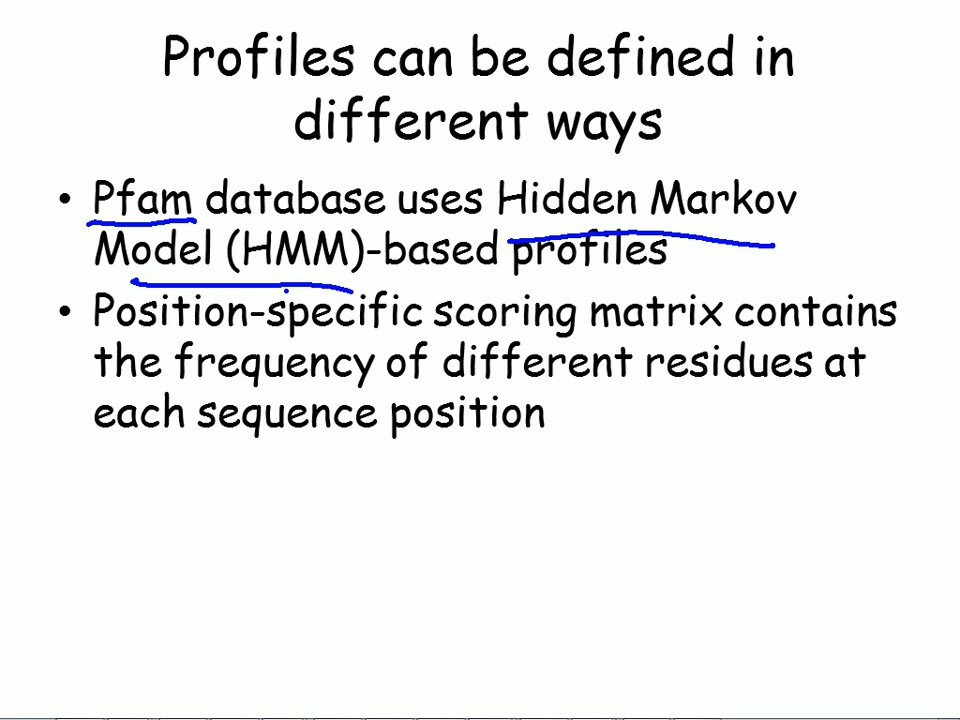 Profiles can be defined in
different ways
• Pfam database uses Hidden Markov
Model (HMM)-based profiles
• Position-specific scoring matrix contains
the frequency of different residues at
each sequence position